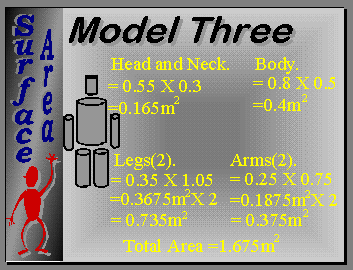 Surface
Area
Model Three
Head and Neck.
= 0.55 X 0.3
=0.165m²
Body.
= 0.8 X 0.5
=0.4m²
Legs(2).
= 0.35 X 1.05
=0.3675m²X 2
= 0.735m²
Arms(2).
= 0.25 X 0.75
=0.1875m²X 2
= 0.375m²
Total Area =1.675m²